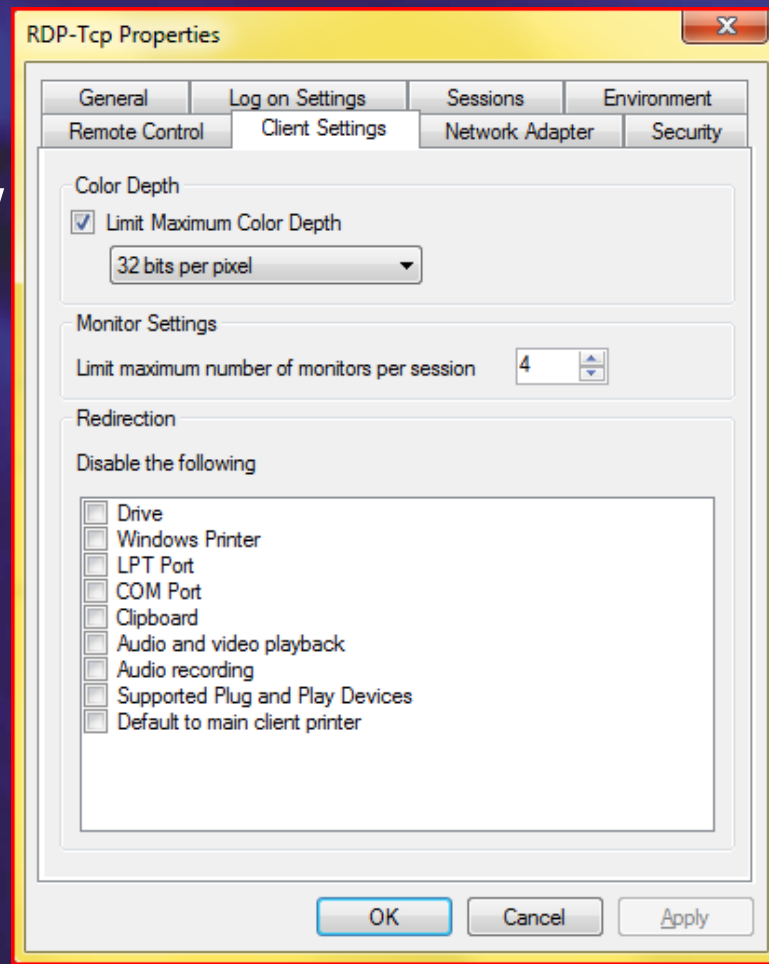 RDP-Tcp Properties
General Log on Settings Sessions Environment
Remote Control Client Settings Network Adapter Security
Color Depth
Limit Maximum Color Depth
32 bits per pixel
Monitor Settings
Limit maximum number of monitors per session 4
Redirection
Disable the following
Drive
Windows Printer
LPT Port
COM Port
Clipboard
Audio and video playback
Audio recording
Supported Plug and Play Devices
Default to main client printer
OK Cancel Apply